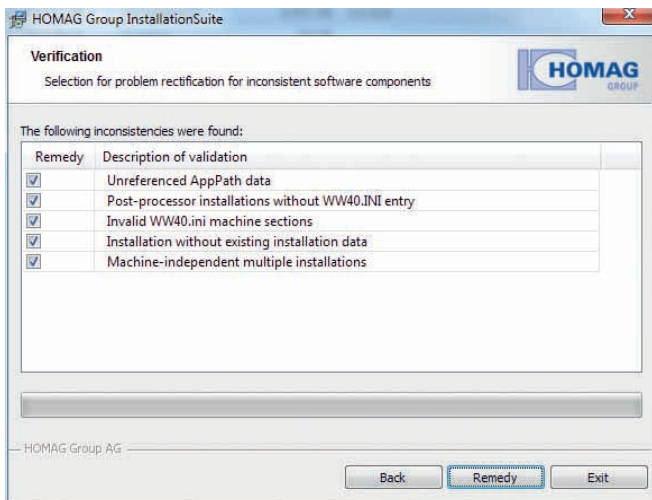 HOMAG Group InstallationSuite
Verification
Selection for problem rectification for inconsistent software components
HOMAG
GROUP
The following inconsistencies were found:
Remedy Description of validation
Unreferenced AppPath data
Post-processor installations without WW40.INI entry
Invalid WW40.ini machine sections
Installation without existing installation data
Machine-independent multiple installations
HOMAG Group AG
Back Remedy Exit